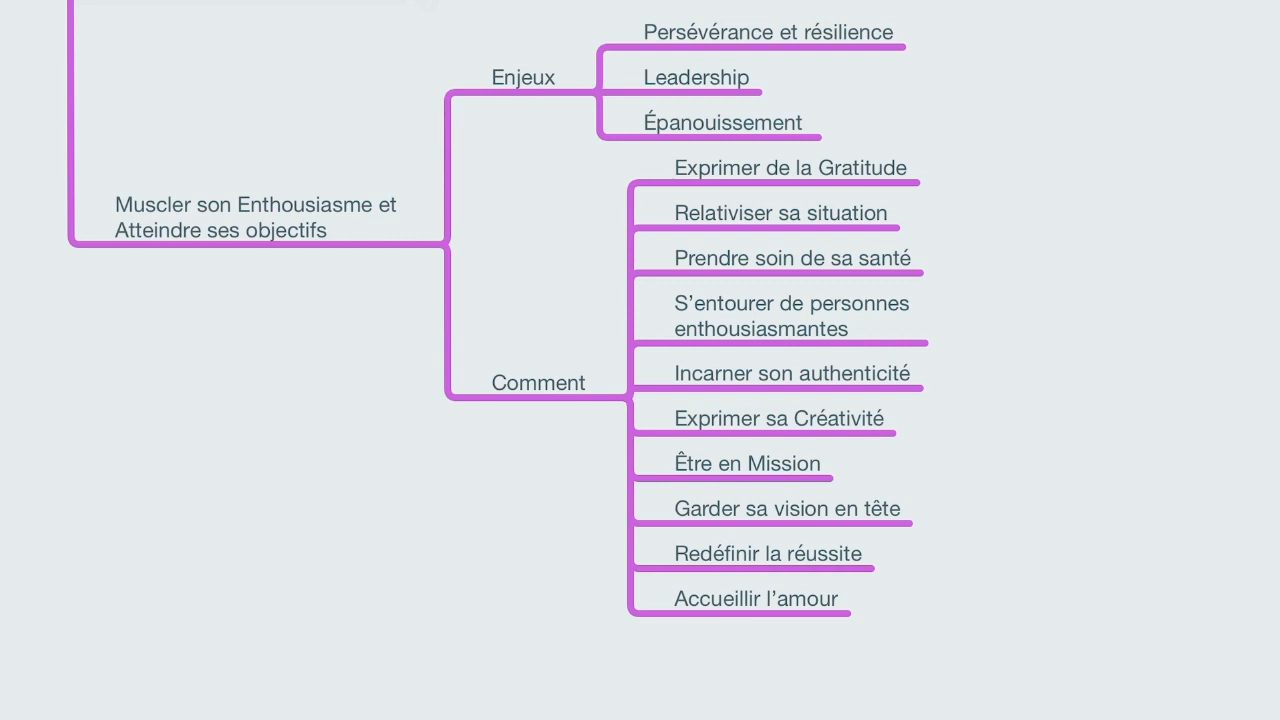 Persévérance et résilience
Enjeux
Leadership
Épanouissement
Muscler son Enthousiasme et
Atteindre ses objectifs
Exprimer de la Gratitude
Relativiser sa situation
Prendre soin de sa santé
S’entourer de personnes
enthousiasmantes
Comment
Incarner son authenticité
Exprimer sa Créativité
Être en Mission
Garder sa vision en tête
Redéfinir la réussite
Accueillir l’amour